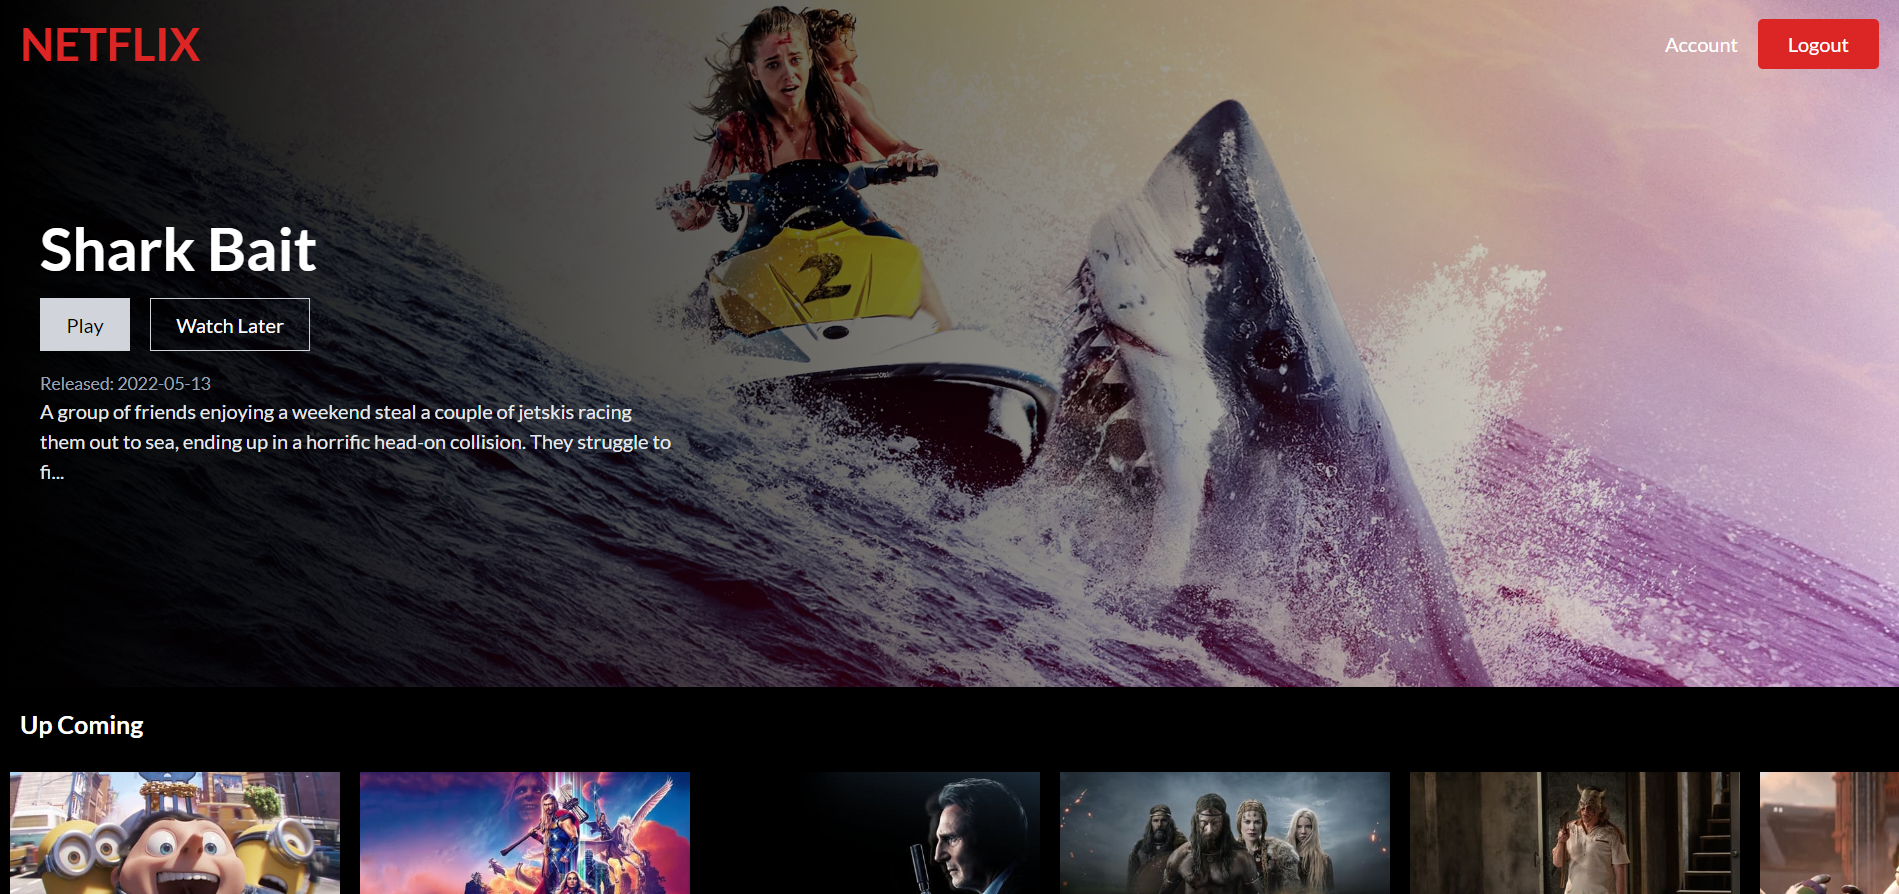 NETFLIX
Account
Logout
Shark Bait
Play
Watch Later
Released: 2022-05-13
A group of friends enjoying a weekend steal a couple of jetskis racing
them out to sea, ending up in a horrific head-on collision. They struggle to
fi...
2
Up Coming